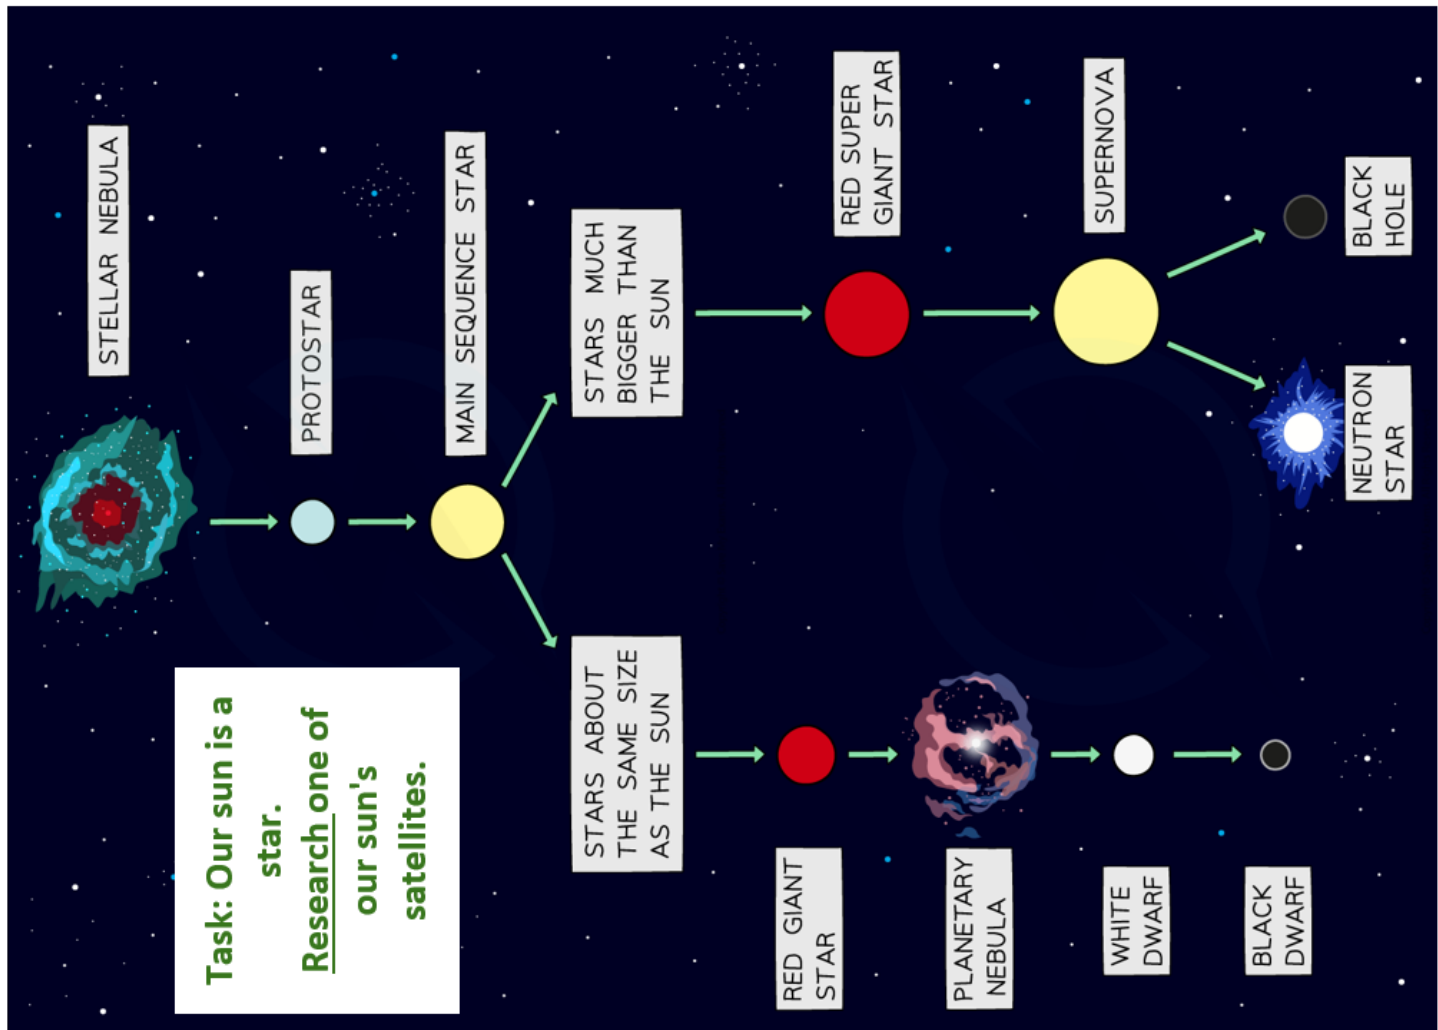 STELLAR NEBULA
PROTOSTAR
MAIN SEQUENCE STAR
STARS ABOUT
THE SAME SIZE
AS THE SUN
STARS MUCH
BIGGER THAN
THE SUN
RED GIANT
STAR
PLANETARY
NEBULA
WHITE
DWARF
BLACK
DWARF
RED SUPER
GIANT STAR
SUPERNOVA
NEUTRON
STAR
BLACK
HOLE
Task: Our sun is a
star.
Research one of
our sun's
satellites.